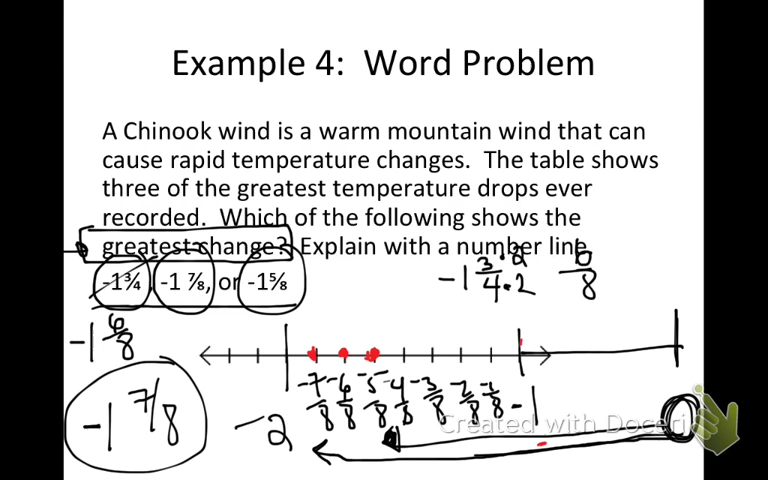 Example 4: Word Problem
A Chinook wind is a warm mountain wind that can
cause rapid temperature changes. The table shows
three of the greatest temperature drops ever
recorded. Which of the following shows the
greatest change? Explain with a number line.
-1¾, -1 ⅞, or -1⅝
-1 3/4 · 2 · 2 6/8
-1 6/8
-7/8 -6/8 -5/8 -4/8 -3/8 -2/8 -1/8 -1
-1 7/8 -2
Created with Doceri